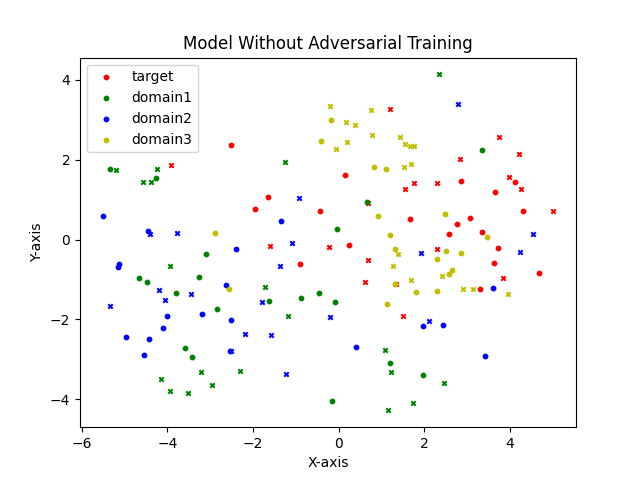 Model Without Adversarial Training
target
domain1
domain2
domain3
4
2
0
−2
−4
Y-axis
−6 −4 −2 0 2 4
X-axis